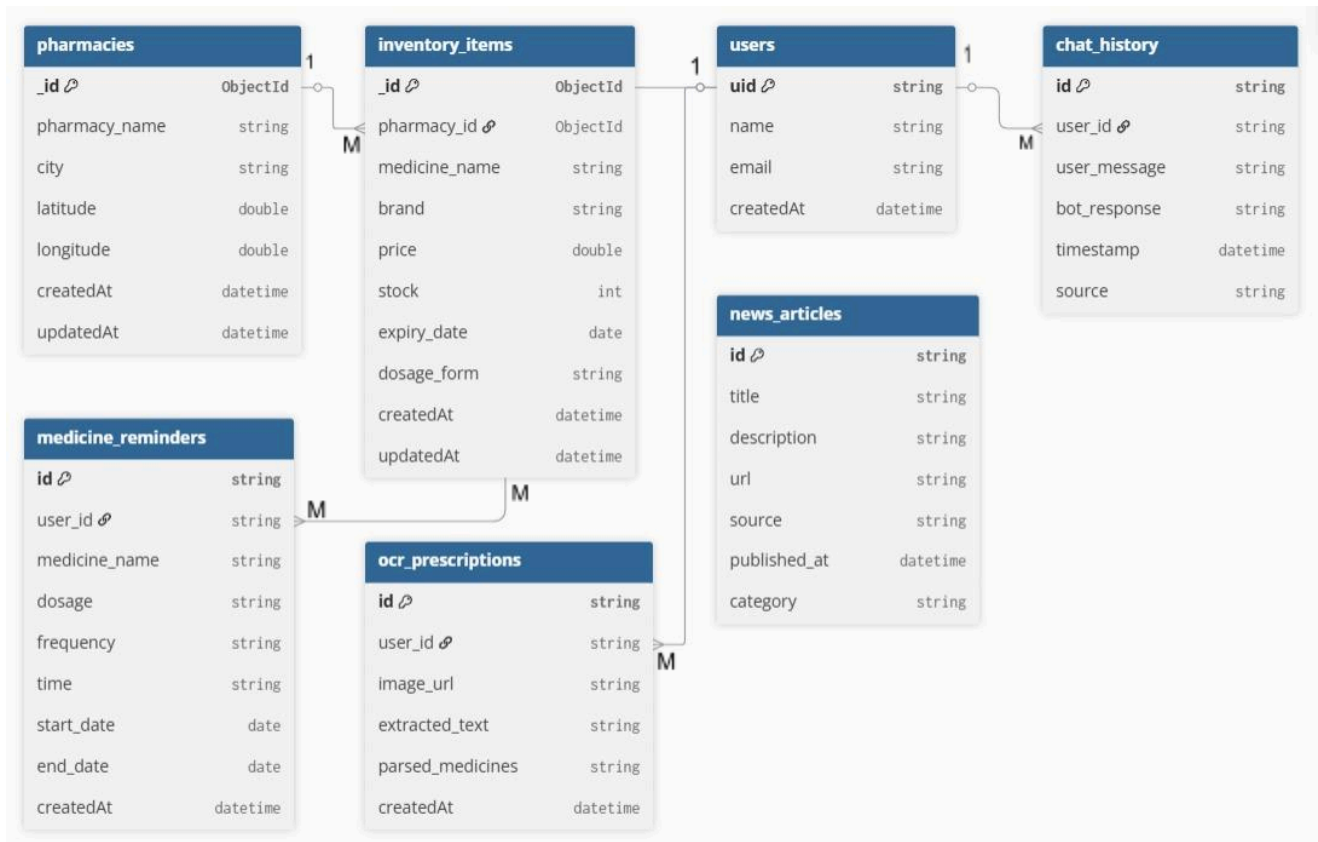 pharmacies
_id ObjectId
pharmacy_name string
city string
latitude double
longitude double
createdAt datetime
updatedAt datetime
1
M
inventory_items
_id ObjectId
pharmacy_id ObjectId
medicine_name string
brand string
price double
stock int
expiry_date date
dosage_form string
createdAt datetime
updatedAt datetime
1
M
users
uid string
name string
email string
createdAt datetime
1
M
chat_history
id string
user_id string
user_message string
bot_response string
timestamp datetime
source string
medicine_reminders
id string
user_id string
medicine_name string
dosage string
frequency string
time string
start_date date
end_date date
createdAt datetime
M
ocr_prescriptions
id string
user_id string
image_url string
extracted_text string
parsed_medicines string
createdAt datetime
M
news_articles
id string
title string
description string
url string
source string
published_at datetime
category string